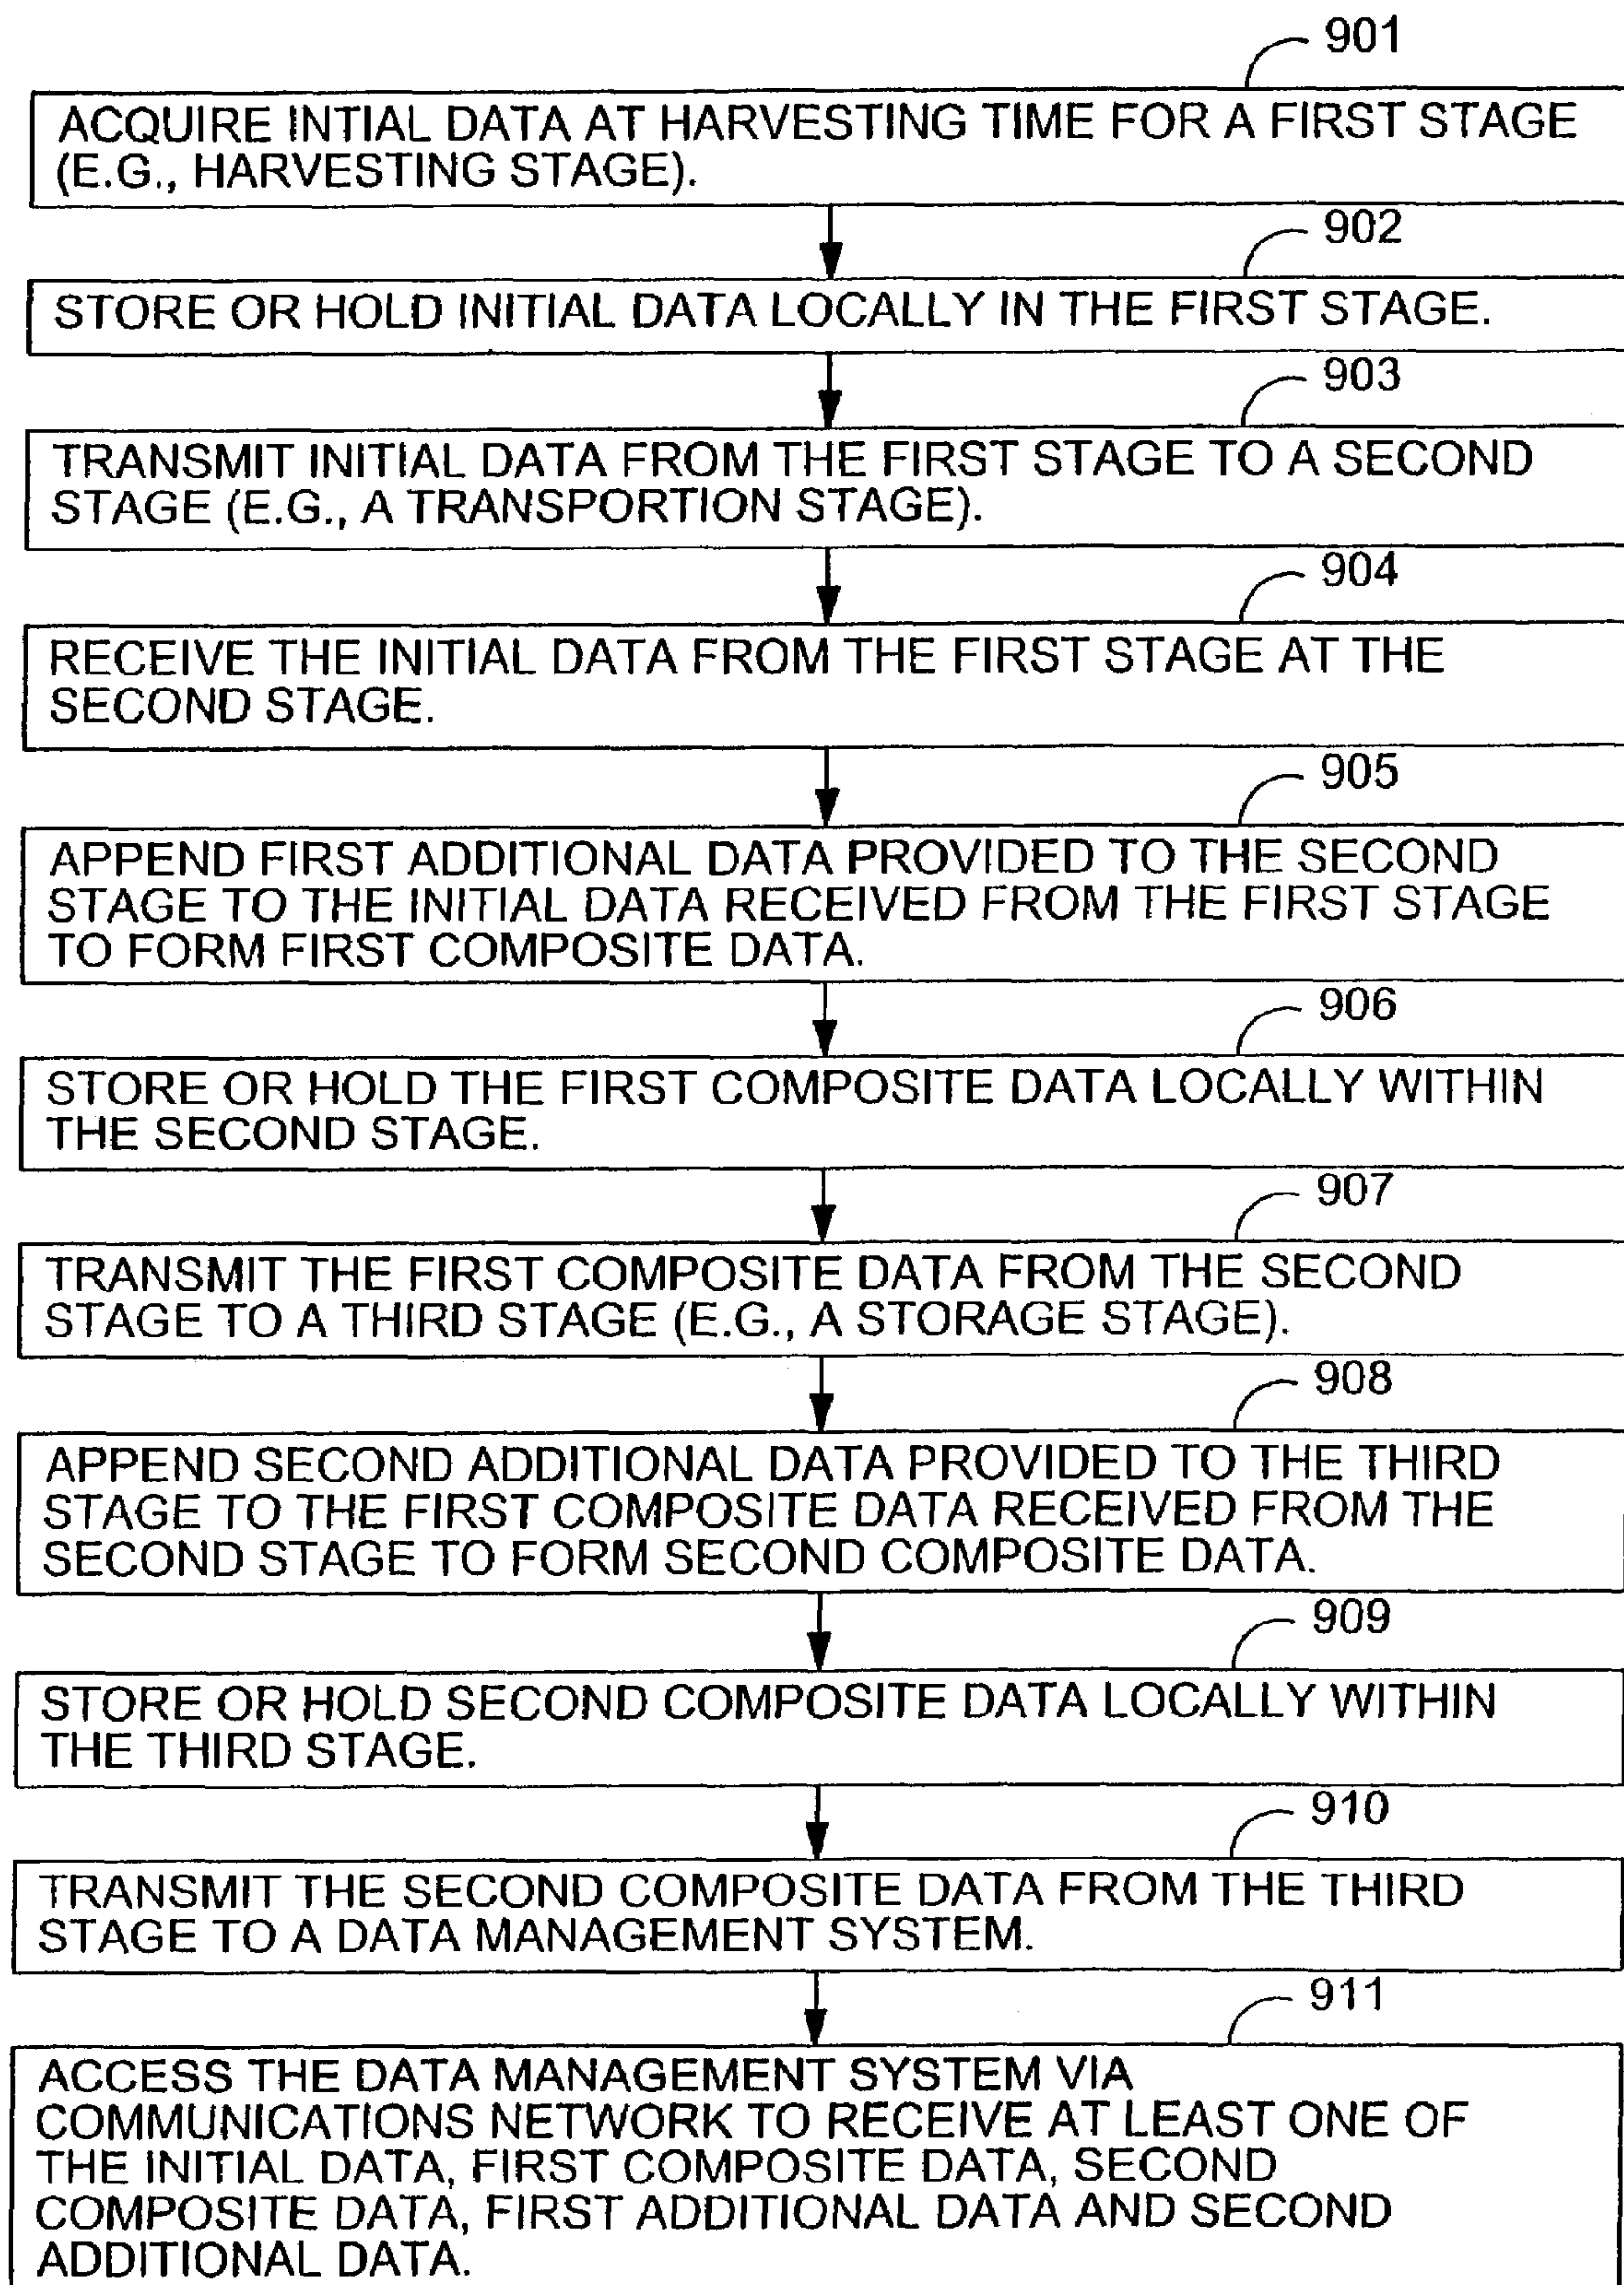 901
ACQUIRE INTIAL DATA AT HARVESTING TIME FOR A FIRST STAGE
(E.G., HARVESTING STAGE).
902
STORE OR HOLD INITIAL DATA LOCALLY IN THE FIRST STAGE.
903
TRANSMIT INITIAL DATA FROM THE FIRST STAGE TO A SECOND
STAGE (E.G., A TRANSPORTION STAGE).
904
RECEIVE THE INITIAL DATA FROM THE FIRST STAGE AT THE
SECOND STAGE.
905
APPEND FIRST ADDITIONAL DATA PROVIDED TO THE SECOND
STAGE TO THE INITIAL DATA RECEIVED FROM THE FIRST STAGE
TO FORM FIRST COMPOSITE DATA.
906
STORE OR HOLD THE FIRST COMPOSITE DATA LOCALLY WITHIN
THE SECOND STAGE.
907
TRANSMIT THE FIRST COMPOSITE DATA FROM THE SECOND
STAGE TO A THIRD STAGE (E.G., A STORAGE STAGE).
908
APPEND SECOND ADDITIONAL DATA PROVIDED TO THE THIRD
STAGE TO THE FIRST COMPOSITE DATA RECEIVED FROM THE
SECOND STAGE TO FORM SECOND COMPOSITE DATA.
909
STORE OR HOLD SECOND COMPOSITE DATA LOCALLY WITHIN
THE THIRD STAGE.
910
TRANSMIT THE SECOND COMPOSITE DATA FROM THE THIRD
STAGE TO A DATA MANAGEMENT SYSTEM.
911
ACCESS THE DATA MANAGEMENT SYSTEM VIA
COMMUNICATIONS NETWORK TO RECEIVE AT LEAST ONE OF
THE INITIAL DATA, FIRST COMPOSITE DATA, SECOND
COMPOSITE DATA, FIRST ADDITIONAL DATA AND SECOND
ADDITIONAL DATA.